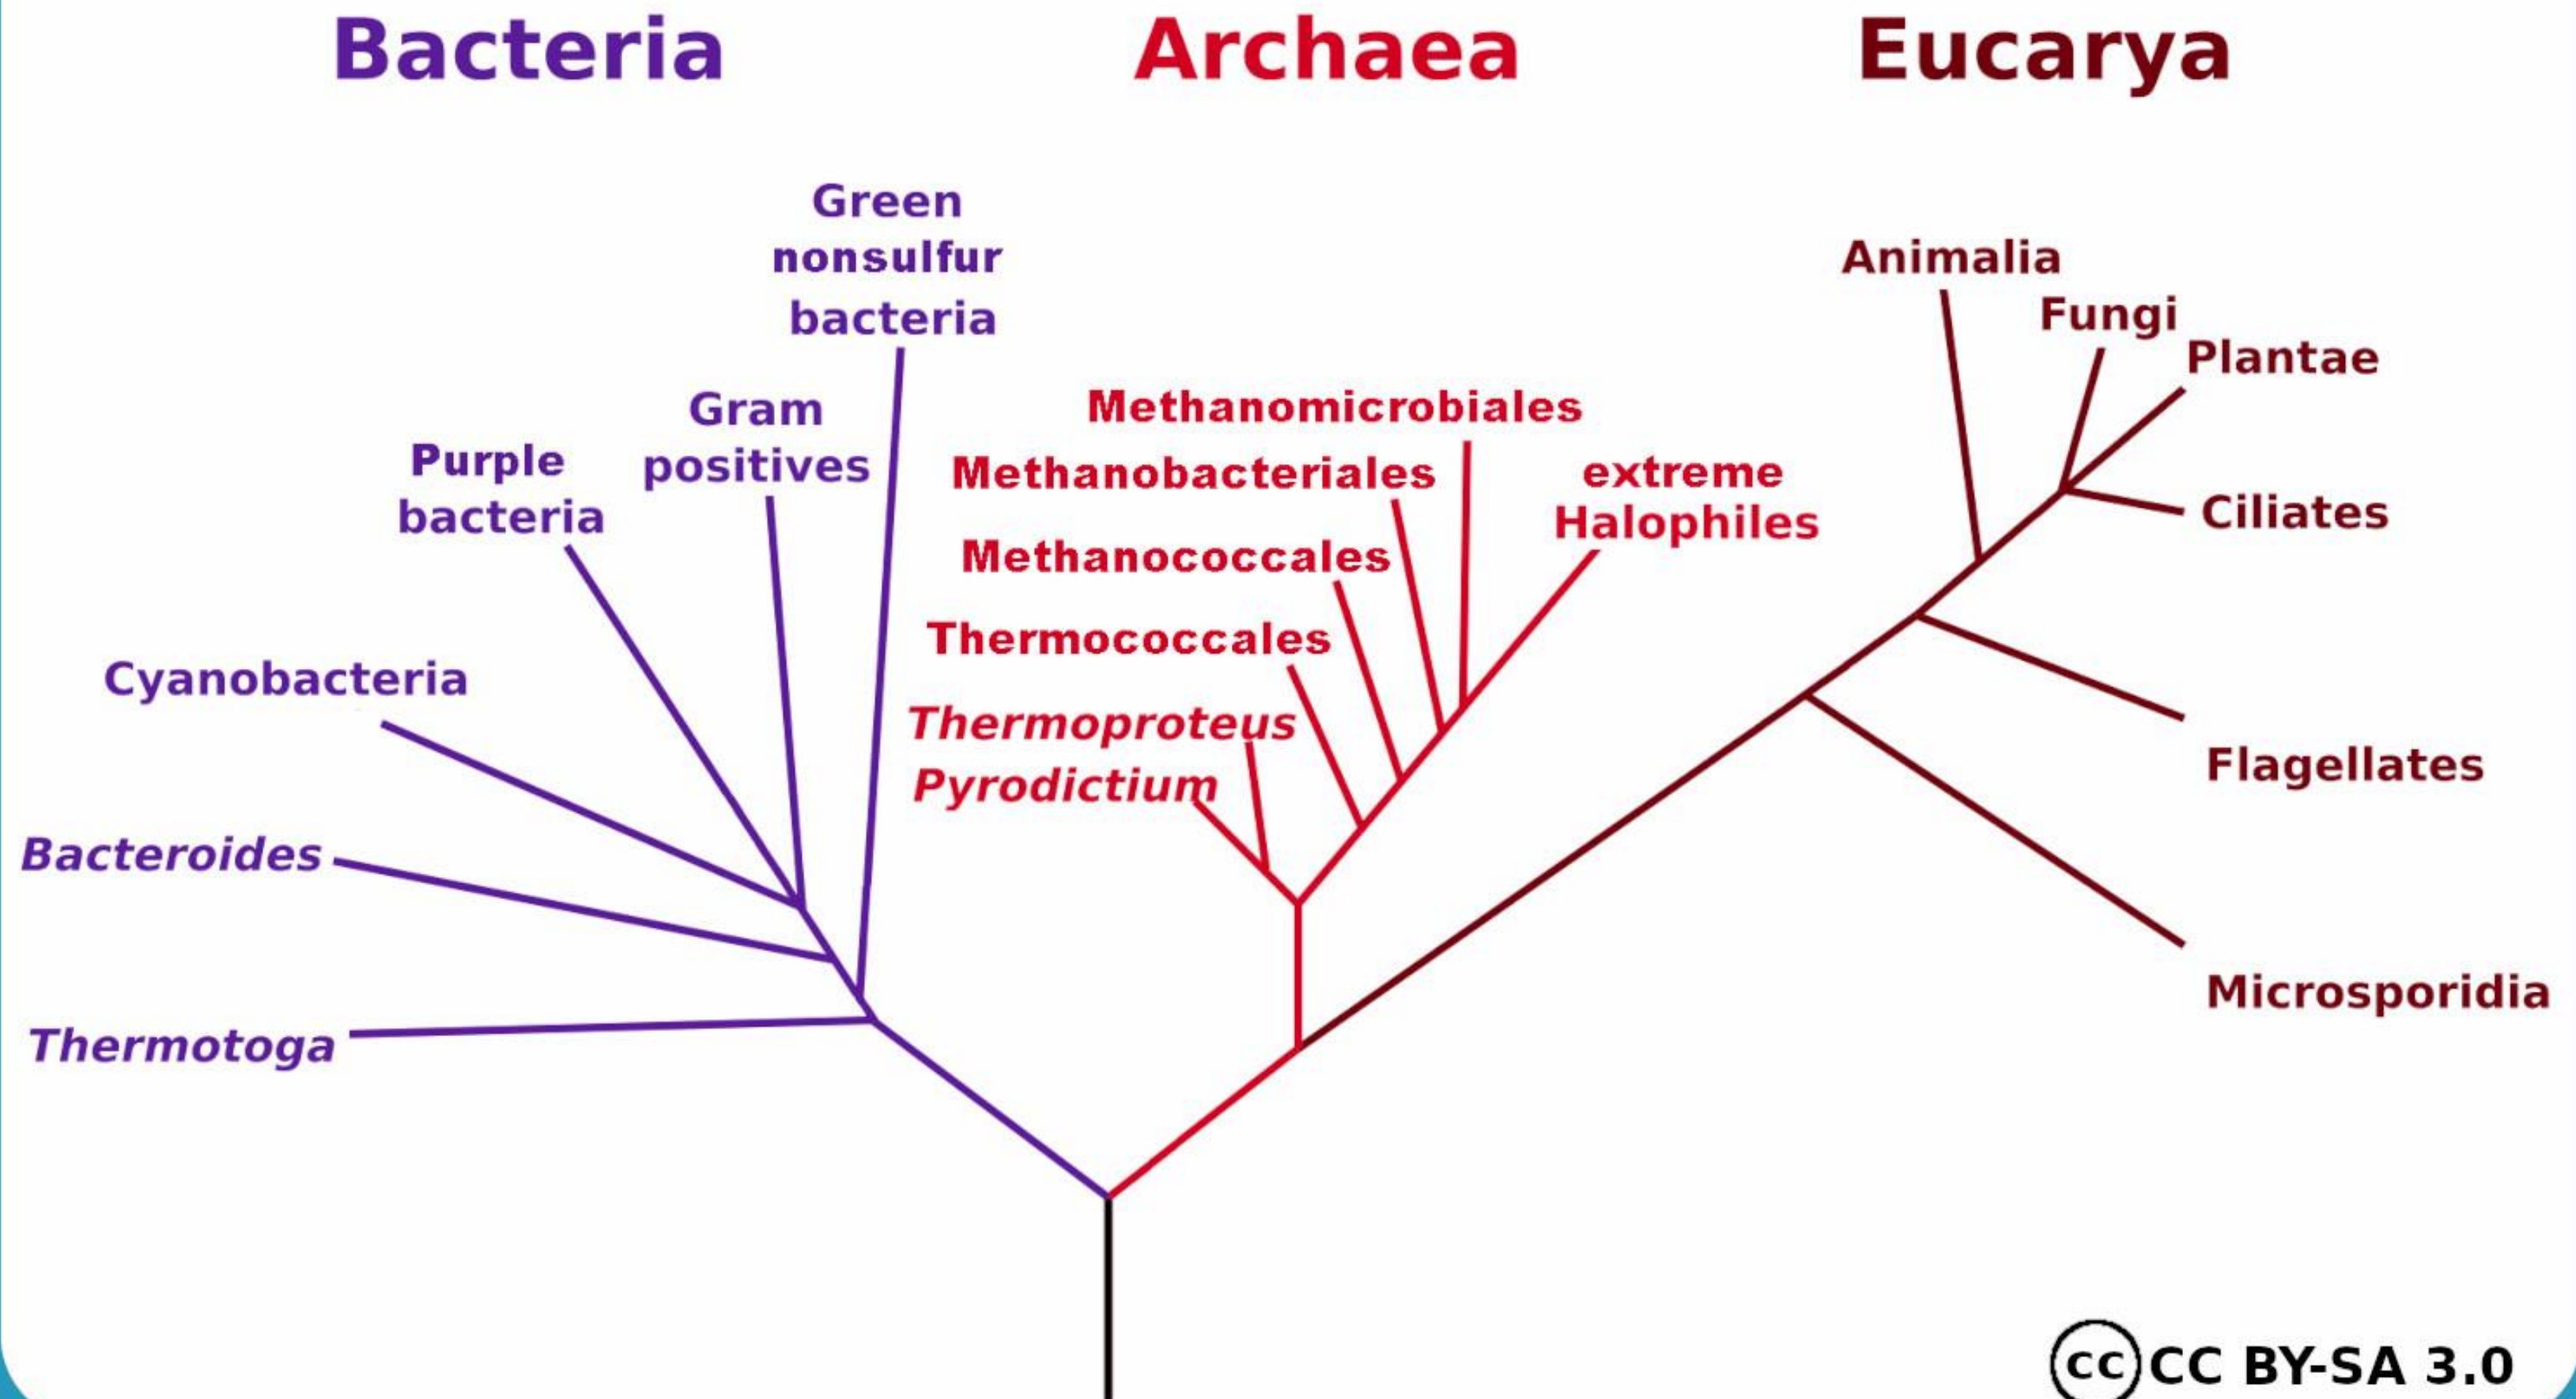 Bacteria
Archaea
Eucarya
Green
nonsulfur
bacteria
Gram
positives
Purple
bacteria
Cyanobacteria
Bacteroides
Thermotoga
Methanomicrobiales
Methanobacteriales
extreme
Halophiles
Methanococcales
Thermococcales
Thermoproteus
Pyrodictium
Animalia
Fungi
Plantae
Ciliates
Flagellates
Microsporidia
cc CC BY-SA 3.0